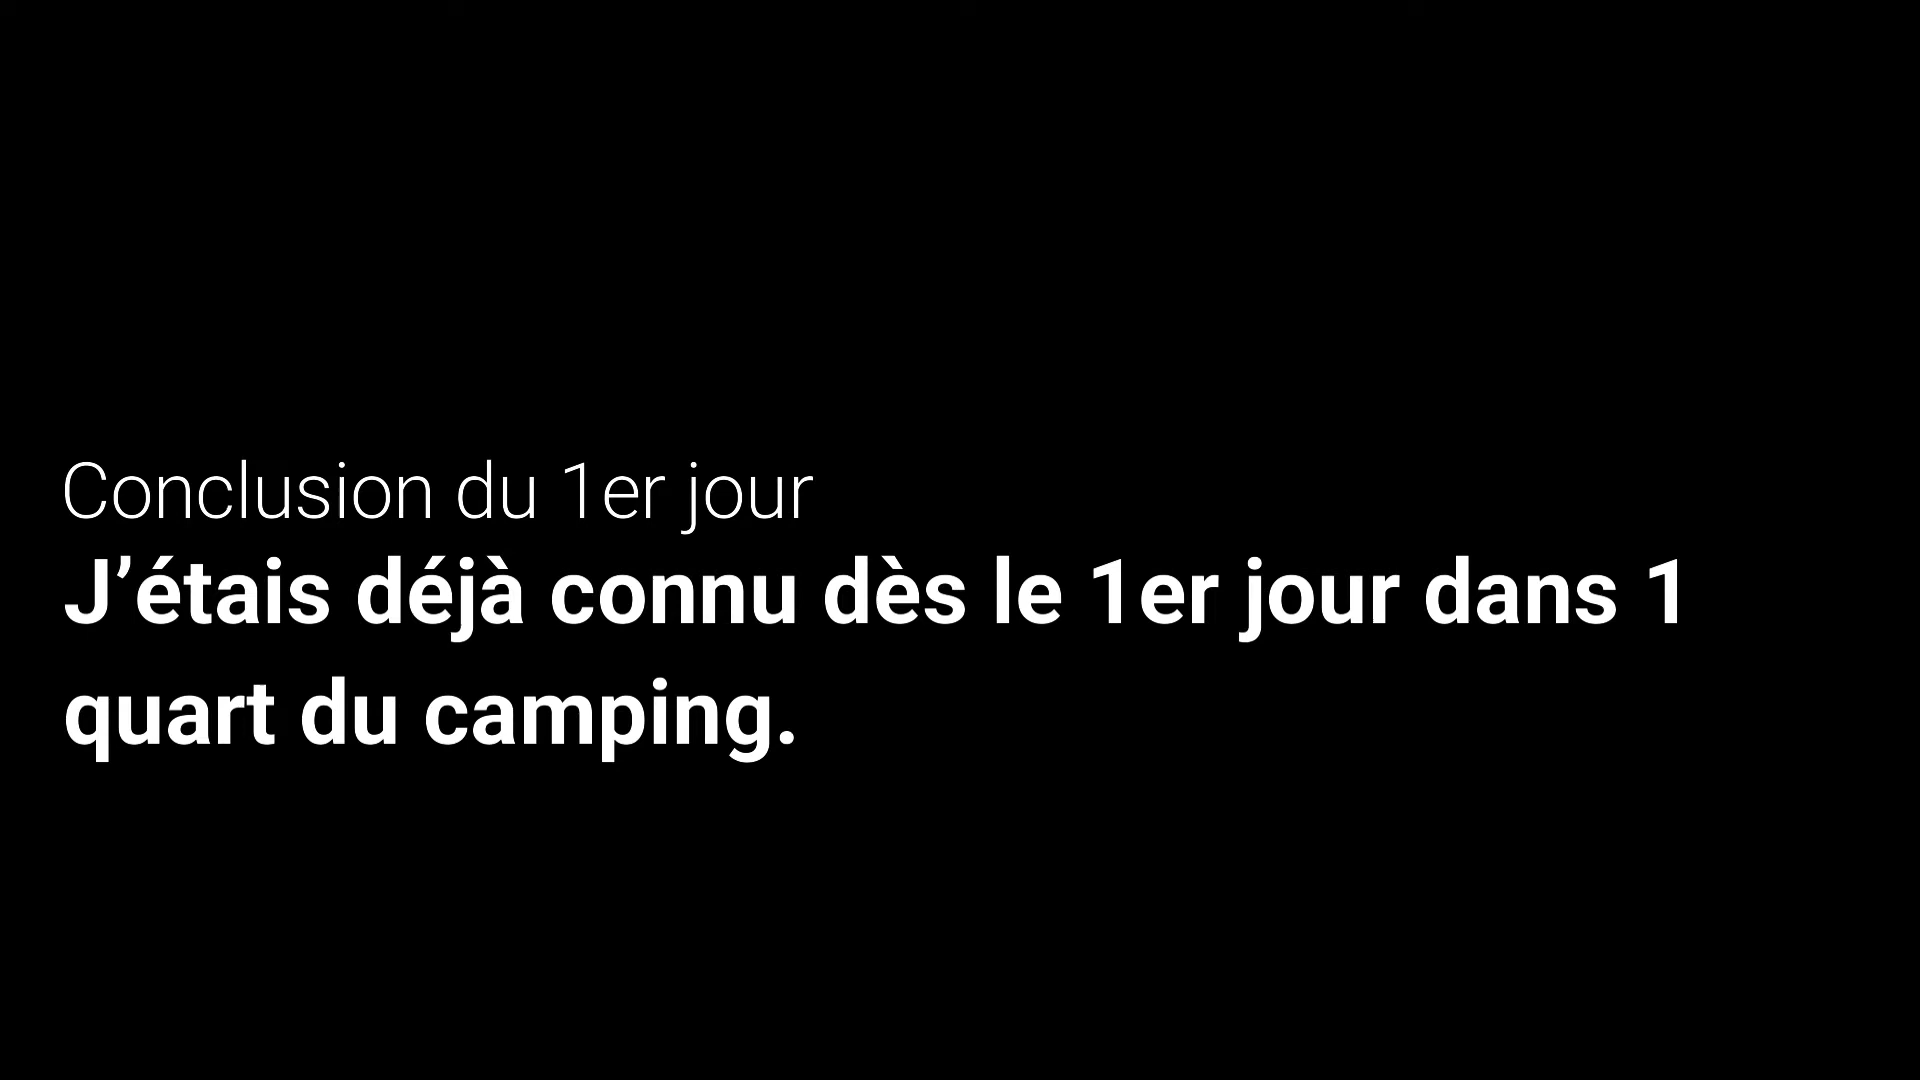 Conclusion du 1er jour
J’étais déjà connu dès le 1er jour dans 1
quart du camping.